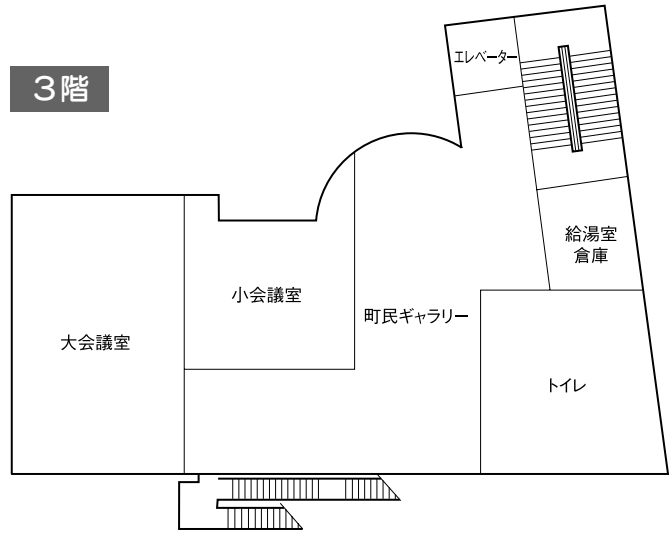 3階
エレベーター
給湯室
倉庫
小会議室
町民ギャラリー
大会議室
トイレ